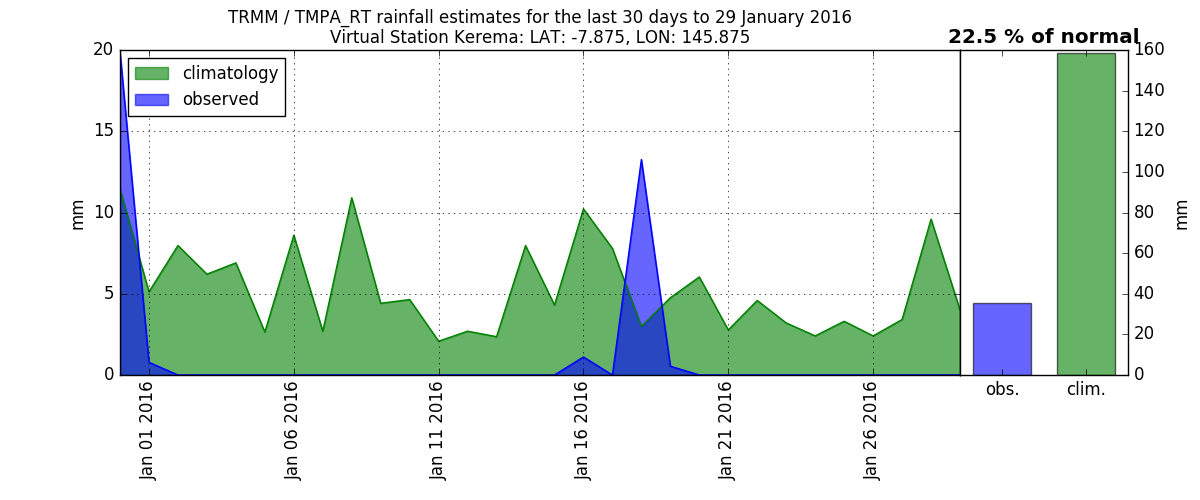 TRMM / TMPA_RT rainfall estimates for the last 30 days to 29 January 2016
Virtual Station Kerema: LAT: -7.875, LON: 145.875
22.5 % of normal
climatology
observed
mm
20
15
10
5
0
Jan 01 2016
Jan 06 2016
Jan 11 2016
Jan 16 2016
Jan 21 2016
Jan 26 2016
obs.
clim.
160
140
120
100
80
60
40
20
0
mm